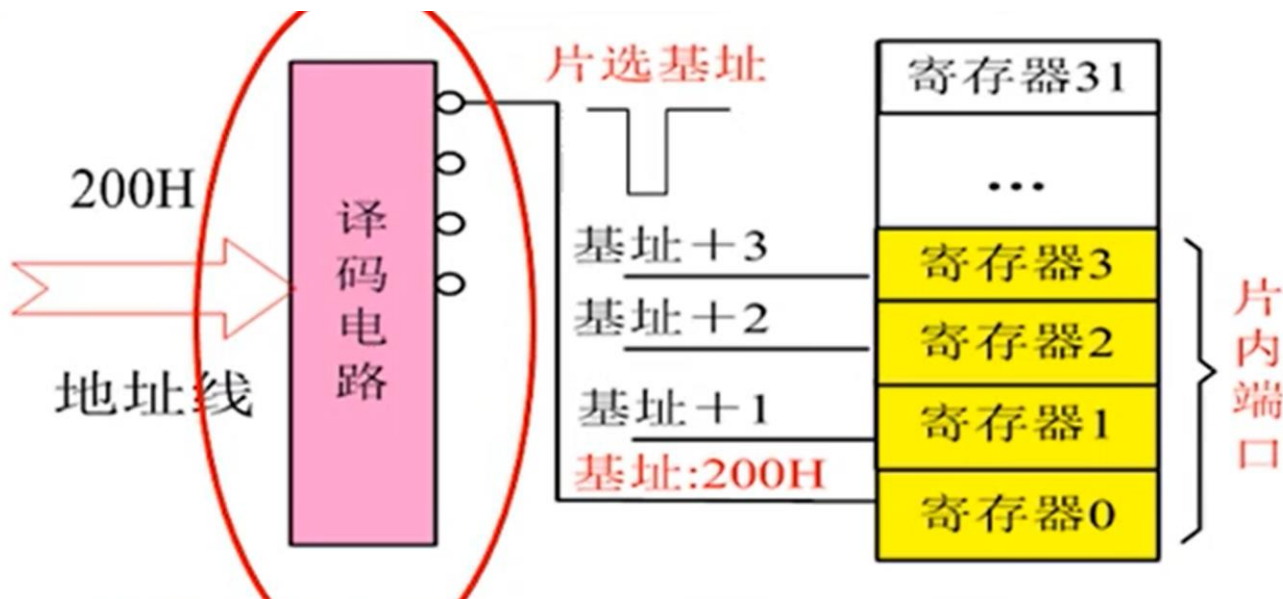 200H
地址线
译码电路
片选基址
基址+3
基址+2
基址+1
基址:200H
寄存器31
...
寄存器3
寄存器2
寄存器1
寄存器0
片内端口